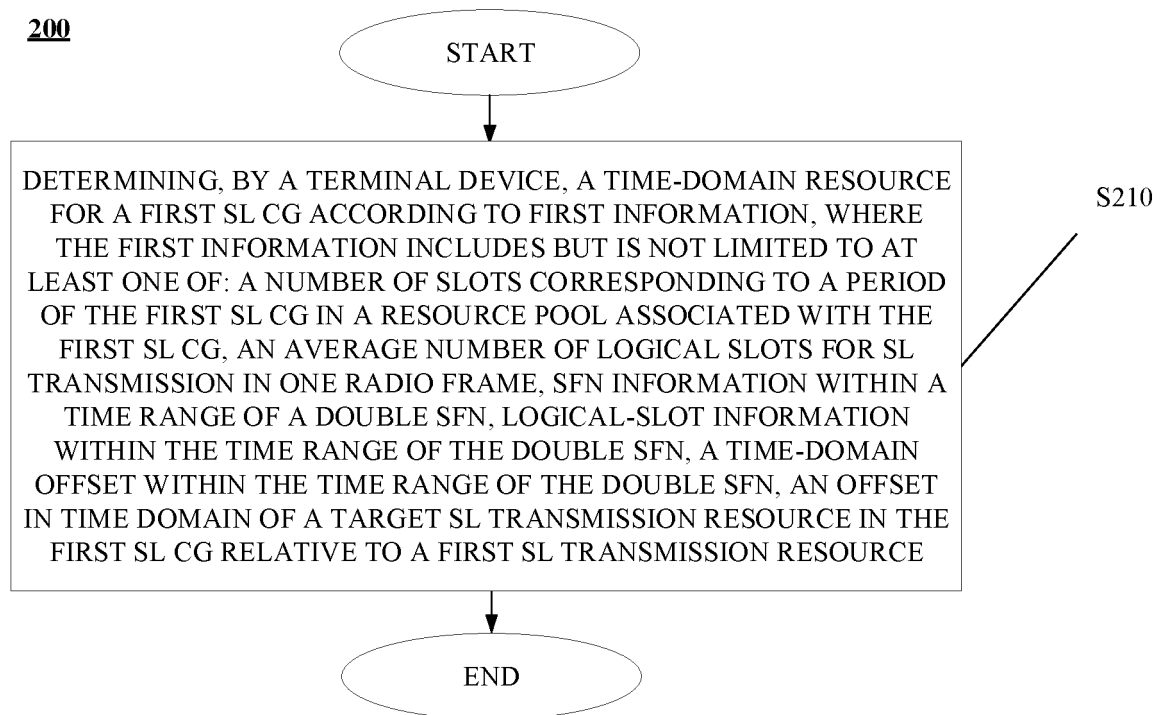 200
START
DETERMINING, BY A TERMINAL DEVICE, A TIME-DOMAIN RESOURCE
FOR A FIRST SL CG ACCORDING TO FIRST INFORMATION, WHERE
THE FIRST INFORMATION INCLUDES BUT IS NOT LIMITED TO AT
LEAST ONE OF: A NUMBER OF SLOTS CORRESPONDING TO A PERIOD
OF THE FIRST SL CG IN A RESOURCE POOL ASSOCIATED WITH THE
FIRST SL CG, AN AVERAGE NUMBER OF LOGICAL SLOTS FOR SL
TRANSMISSION IN ONE RADIO FRAME, SFN INFORMATION WITHIN A
TIME RANGE OF A DOUBLE SFN, LOGICAL-SLOT INFORMATION
WITHIN THE TIME RANGE OF THE DOUBLE SFN, A TIME-DOMAIN
OFFSET WITHIN THE TIME RANGE OF THE DOUBLE SFN, AN OFFSET
IN TIME DOMAIN OF A TARGET SL TRANSMISSION RESOURCE IN THE
FIRST SL CG RELATIVE TO A FIRST SL TRANSMISSION RESOURCE
S210
END